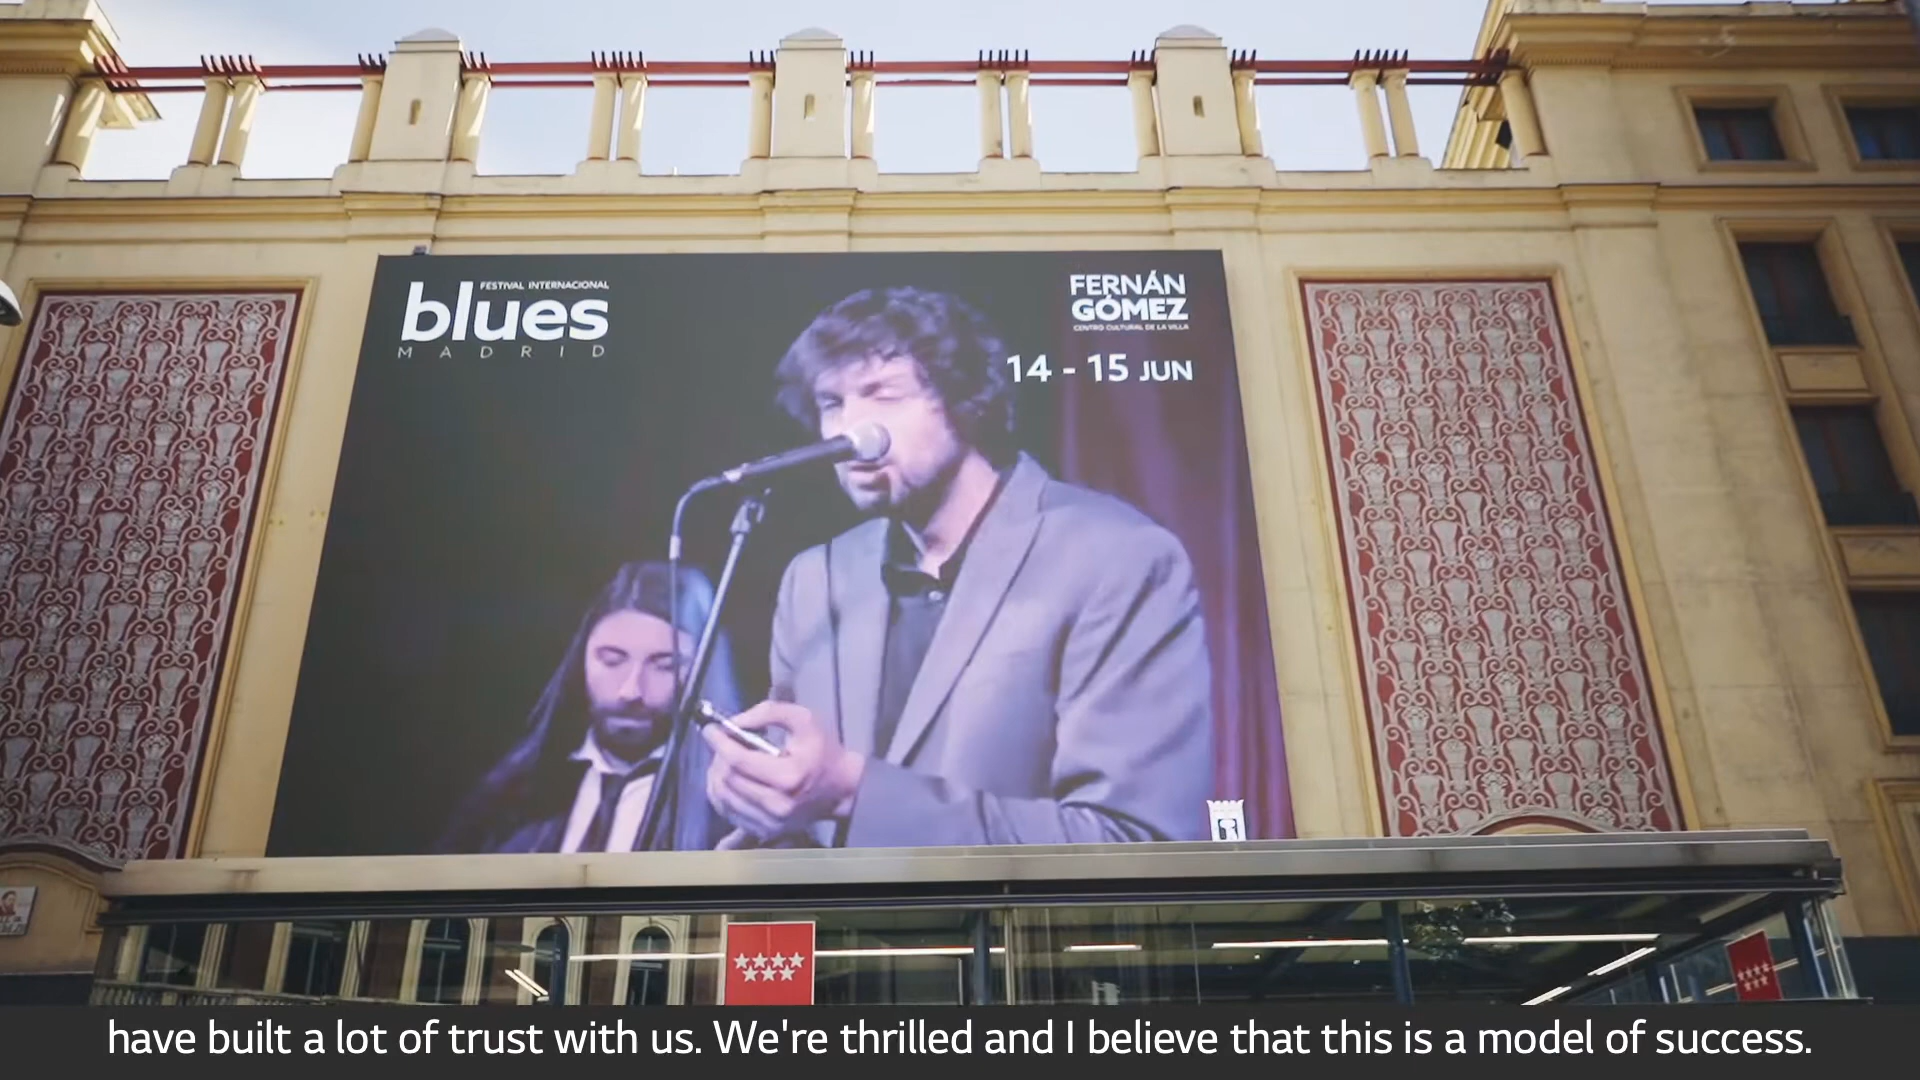 FESTIVAL INTERNACIONAL
blues
MADRID
FERNÁN
GÓMEZ
CENTRO CULTURAL DE LA VILLA
14 - 15 JUN
have built a lot of trust with us. We're thrilled and I believe that this is a model of success.